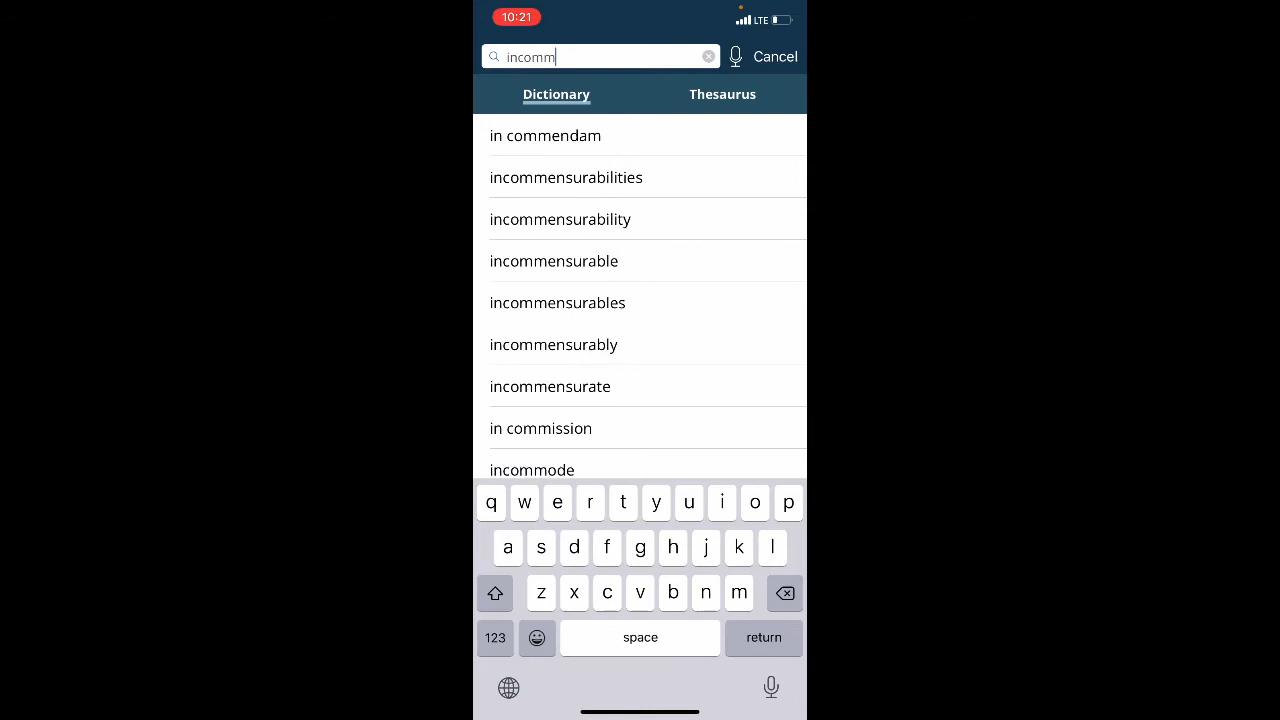 10:21
LTE
incomm
Cancel
Dictionary Thesaurus
in commendam
incommensurabilities
incommensurability
incommensurable
incommensurables
incommensurably
incommensurate
in commission
incommode
q w e r t y u i o p
a s d f g h j k l
z x c v b n m
123 space return